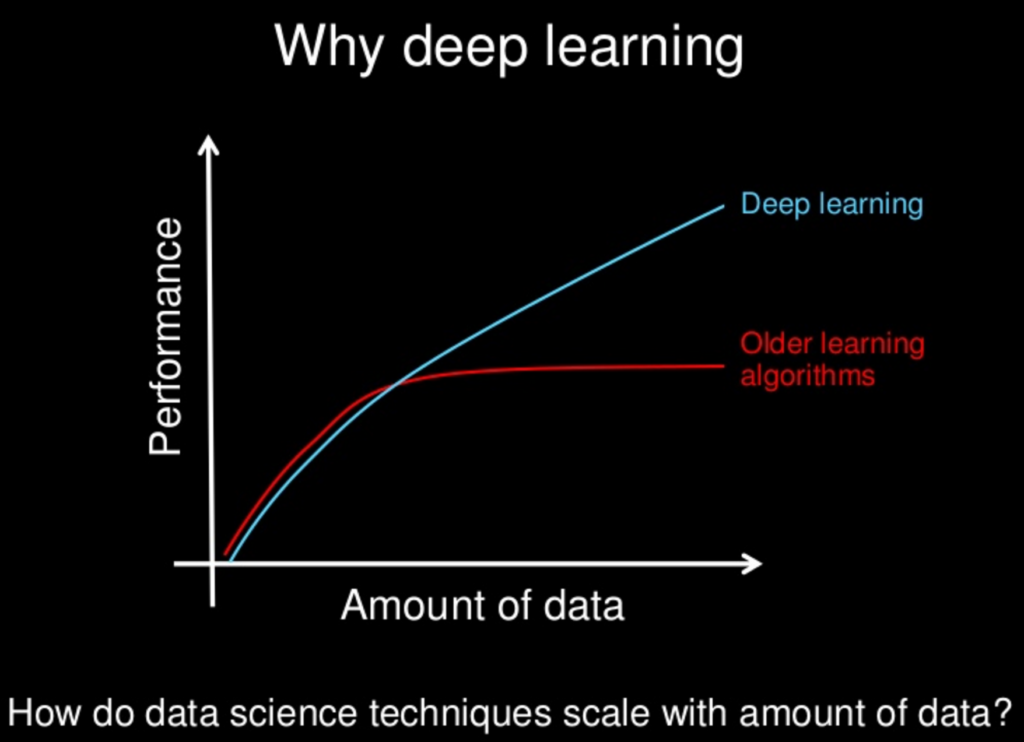 Why deep learning
Performance
Deep learning
Older learning
algorithms
Amount of data
How do data science techniques scale with amount of data?